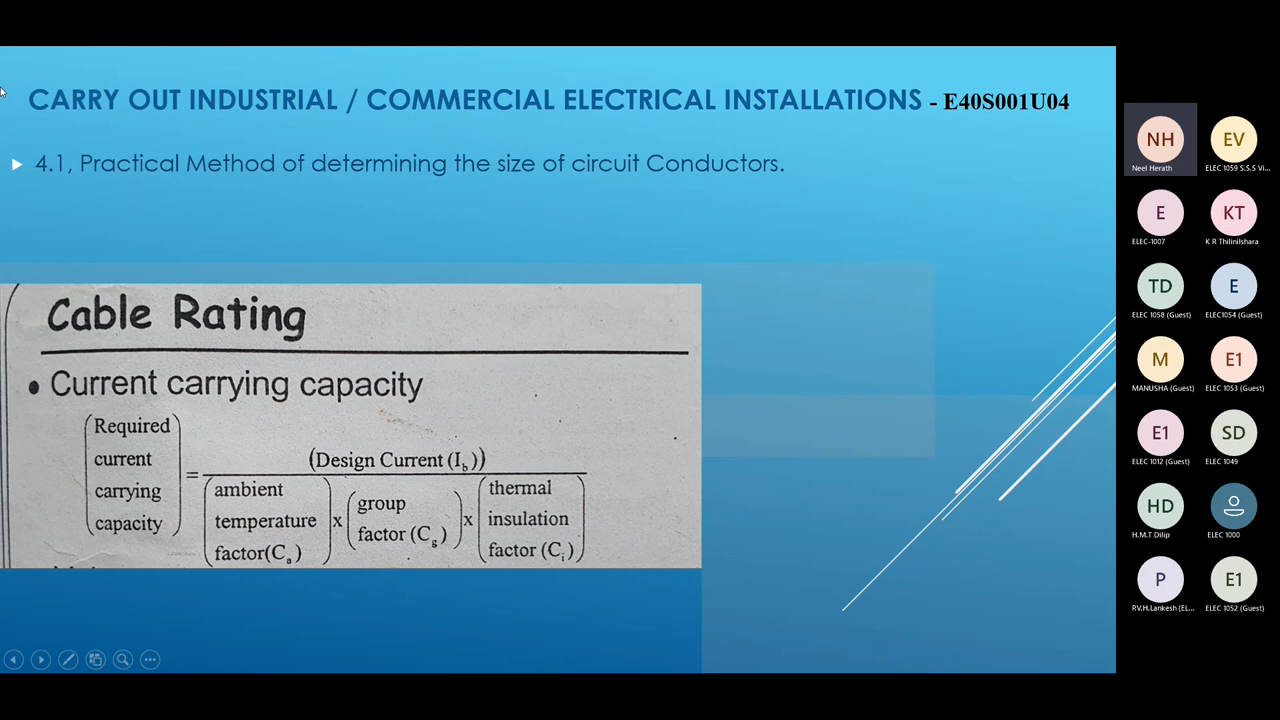 CARRY OUT INDUSTRIAL / COMMERCIAL ELECTRICAL INSTALLATIONS - E40S001U04
4.1, Practical Method of determining the size of circuit Conductors.
Cable Rating
• Current carrying capacity
(Required current carrying capacity) = (Design Current (I_b)) / (ambient temperature factor(C_a)) x (group factor (C_g)) x (thermal insulation factor (C_i))
NH
Neel Herath
EV
ELEC 1059 S.S.S Vi...
E
ELEC-1007
KT
K R Thilinilshara
TD
ELEC 1058 (Guest)
E
ELEC1054 (Guest)
M
MANUSHA (Guest)
E1
ELEC 1053 (Guest)
E1
ELEC 1012 (Guest)
SD
ELEC 1049
HD
H.M.T Dilip
ELEC 1000
P
P.V.H.Lankesh (EL...
E1
ELEC 1052 (Guest)